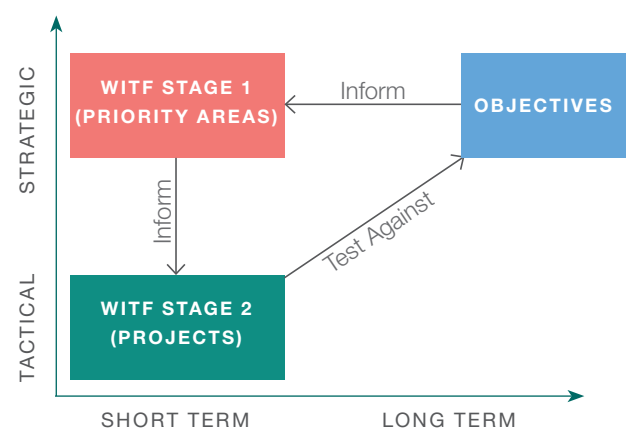 STRATEGIC
WITF STAGE 1
(PRIORITY AREAS)
Inform
OBJECTIVES
Inform
Test Against
TACTICAL
WITF STAGE 2
(PROJECTS)
SHORT TERM
LONG TERM